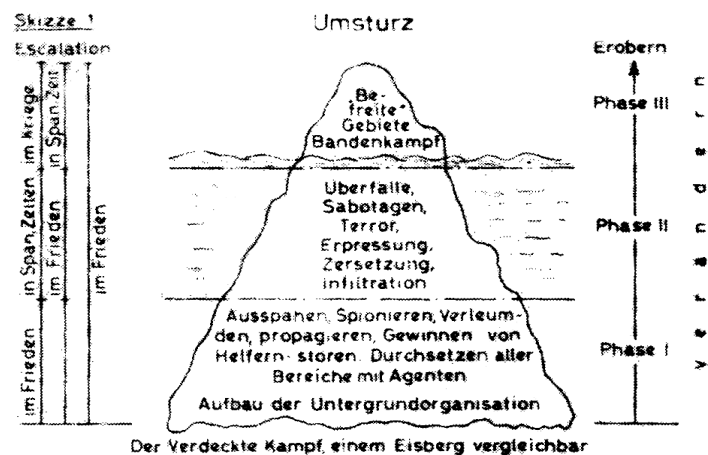 Skizze 1
Umsturz
Escalation
Erobern
"Be-
freite"
Gebiete
Bandenkampf
Phase III
Überfälle,
Sabotagen,
Terror,
Erpressung,
Zersetzung,
infiltration
Phase II
Ausspähen, Spionieren, Verleum-
den, propagieren, Gewinnen von
Helfern-stören. Durchsetzen aller
Bereiche mit Agenten
Phase I
Aufbau der Untergrundorganisation
im Frieden
in Span. Zeiten
im Kriege
im Frieden
in Span. Zeit
im Frieden
verändern
Der Verdeckte Kampf, einem Eisberg vergleichbar